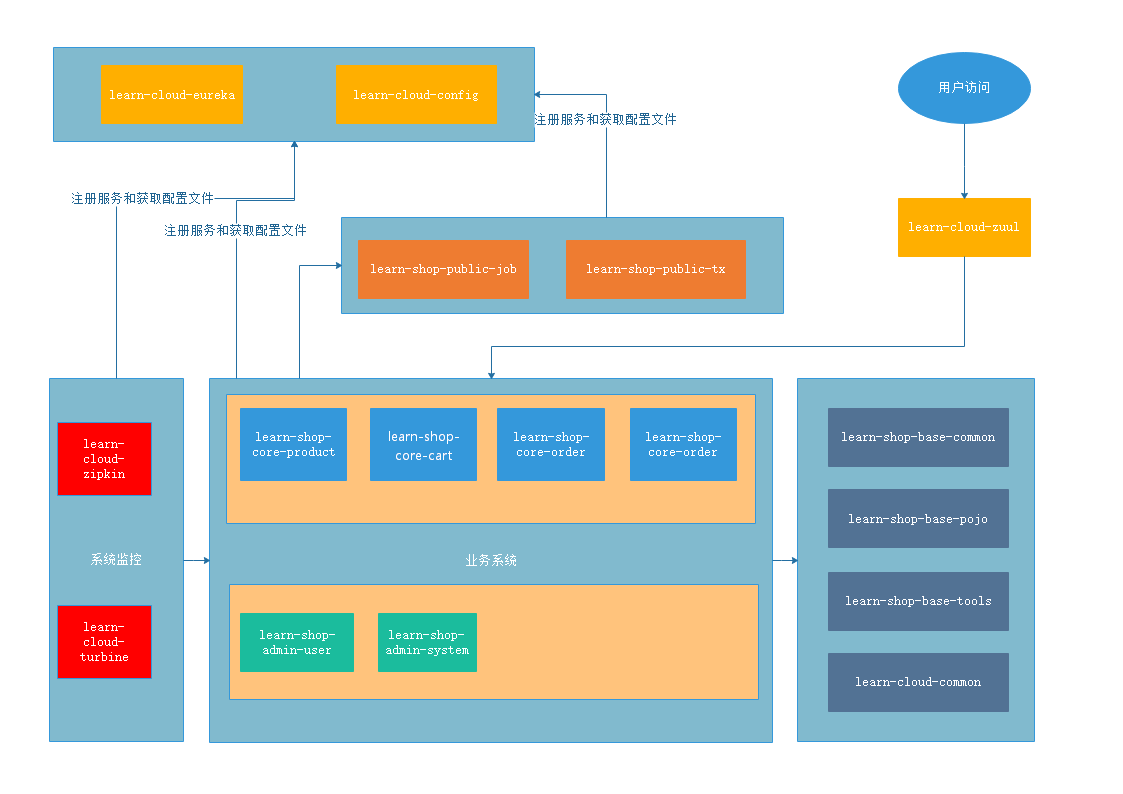 learn-cloud-eureka
learn-cloud-config
用户访问
注册服务和获取配置文件
注册服务和获取配置文件
注册服务和获取配置文件
learn-cloud-zuul
learn-shop-public-job
learn-shop-public-tx
learn-
cloud-
zipkin
系统监控
learn-
cloud-
turbine
learn-shop-
core-product
learn-shop-
core-cart
learn-shop-
core-order
learn-shop-
core-order
业务系统
learn-shop-
admin-user
learn-shop-
admin-system
learn-shop-base-common
learn-shop-base-pojo
learn-shop-base-tools
learn-cloud-common